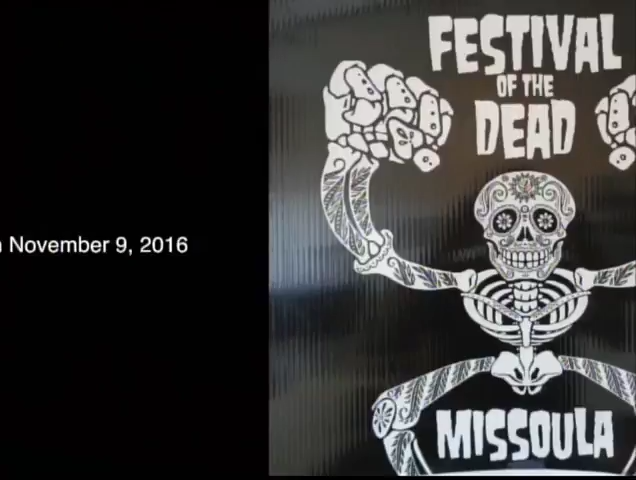 November 9, 2016
FESTIVAL
OF THE
DEAD
MISSOULA